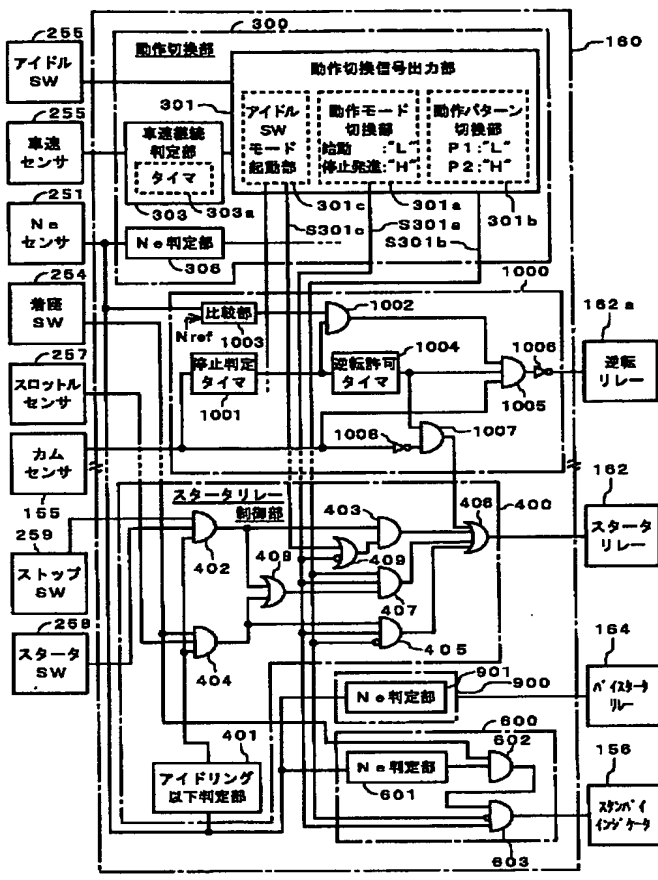 255
300
160
動作切換部
アイドル
SW
動作切換信号出力部
301
255
車速
センサ
車速継続
判定部
タイマ
303
303a
アイドル
SW
モード
起動部
301c
動作モード
切換部
始動 :"L"
停止発進:"H"
301a
動作パターン
切換部
P1:"L"
P2:"H"
301b
251
Ne
センサ
Ne判定部
306
S301c
S301a
S301b
254
着座
SW
1000
比較部
1003
Nref
1002
162a
逆転
リレー
257
スロットル
センサ
停止判定
タイマ
1001
1004
逆転許可
タイマ
1006
1005
1007
1008
カム
センサ
155
スタータリレー
制御部
400
406
162
スタータ
リレー
259
ストップ
SW
402
403
408
409
407
258
スタータ
SW
404
405
164
バイスタータ
リレー
901
900
Ne判定部
600
602
401
アイドリング
以下判定部
Ne判定部
601
156
スタンバイ
インジケータ
603